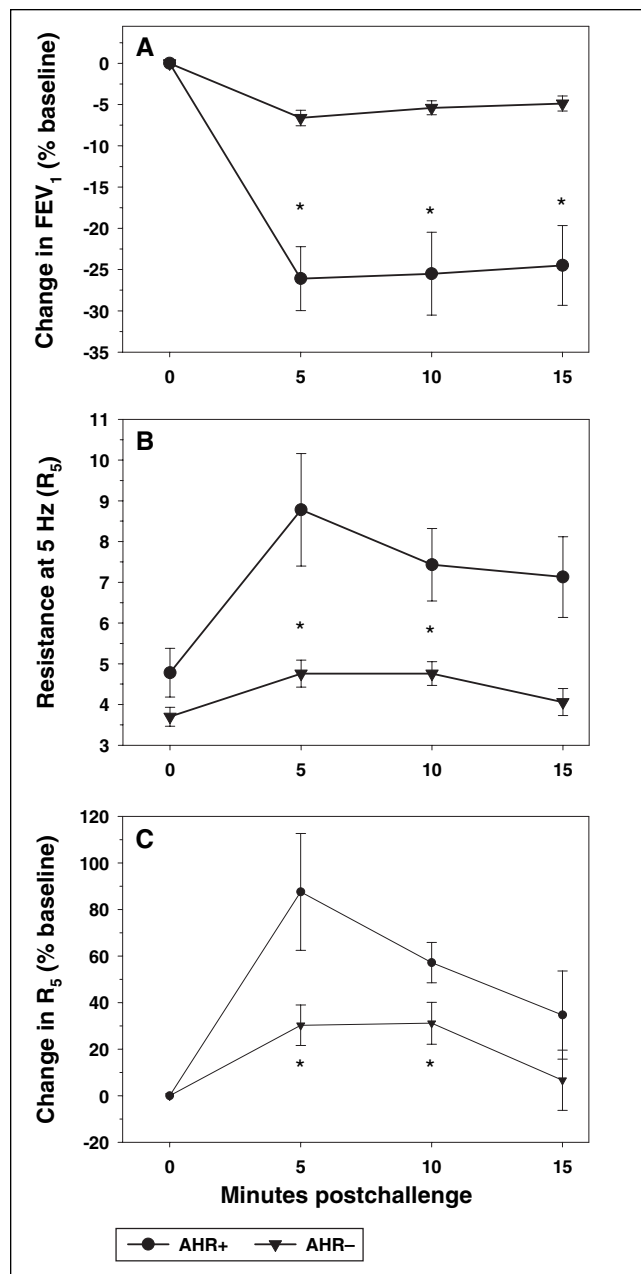 A
Change in FEV1 (% baseline)
0
-5
-10
-15
-20
-25
-30
-35
* * *
0 5 10 15
B
Resistance at 5 Hz (R5)
11
10
9
8
7
6
5
4
3
* *
0 5 10 15
C
Change in R5 (% baseline)
120
100
80
60
40
20
0
-20
* *
0 5 10 15
Minutes postchallenge
AHR+ AHR–